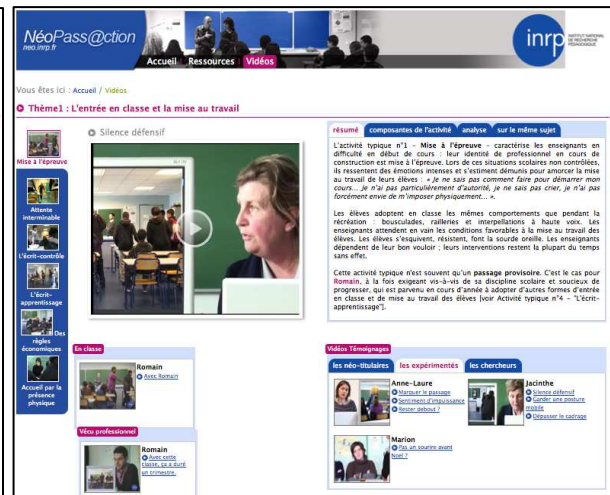 NéoPass@ction
neo.inrp.fr
Accueil Ressources Vidéos
inrp
INSTITUT NATIONAL
DE RECHERCHE
PÉDAGOGIQUE
Vous êtes ici : Accueil / Vidéos
Thème1 : L'entrée en classe et la mise au travail
Mise à l'épreuve
Attente
interminable
L'écrit-contrôle
L'écrit-
apprentissage
Des
règles
économiques
Accueil par la
présence
physique
Silence défensif
résumé composantes de l'activité analyse sur le même sujet
L'activité typique n°1 - Mise à l'épreuve - caractérise les enseignants en
difficulté en début de cours : leur identité de professionnel en cours de
construction est mise à l'épreuve. Lors de ces situations scolaires non contrôlées,
ils ressentent des émotions intenses et s'estiment démunis pour amorcer la mise
au travail de leurs élèves : « Je ne sais pas comment faire pour démarrer mon
cours... je n'ai pas particulièrement d'autorité, je ne sais pas crier, je n'ai pas
forcément envie de m'imposer physiquement... ».
Les élèves adoptent en classe les mêmes comportements que pendant la
récréation : bousculades, railleries et interpellations à haute voix. Les
enseignants attendent en vain les conditions favorables à la mise au travail des
élèves. Les élèves s'esquivent, résistent, font la sourde oreille. Les enseignants
dépendent de leur bon vouloir ; leurs interventions restent la plupart du temps
sans effet.
Cette activité typique n'est souvent qu'un passage provisoire. C'est le cas pour
Romain, à la fois exigeant vis-à-vis de sa discipline scolaire et soucieux de
progresser, qui est parvenu en cours d'année à adopter d'autres formes d'entrée
en classe et de mise au travail des élèves [voir Activité typique n°4 - "L'écrit-
apprentissage"].
En classe
Romain
Avec Romain
Vécu professionnel
Romain
Avec cette
classe, ça a duré
un trimestre.
Vidéos Témoignages
les néo-titulaires les expérimentés les chercheurs
Anne-Laure
Marquer le passage
Sentiment d'impuissance
Rester debout ?
Jacinthe
Silence défensif
Garder une posture
mobile
Dépasser le cadrage
Marion
Pas un sourire avant
Noël ?